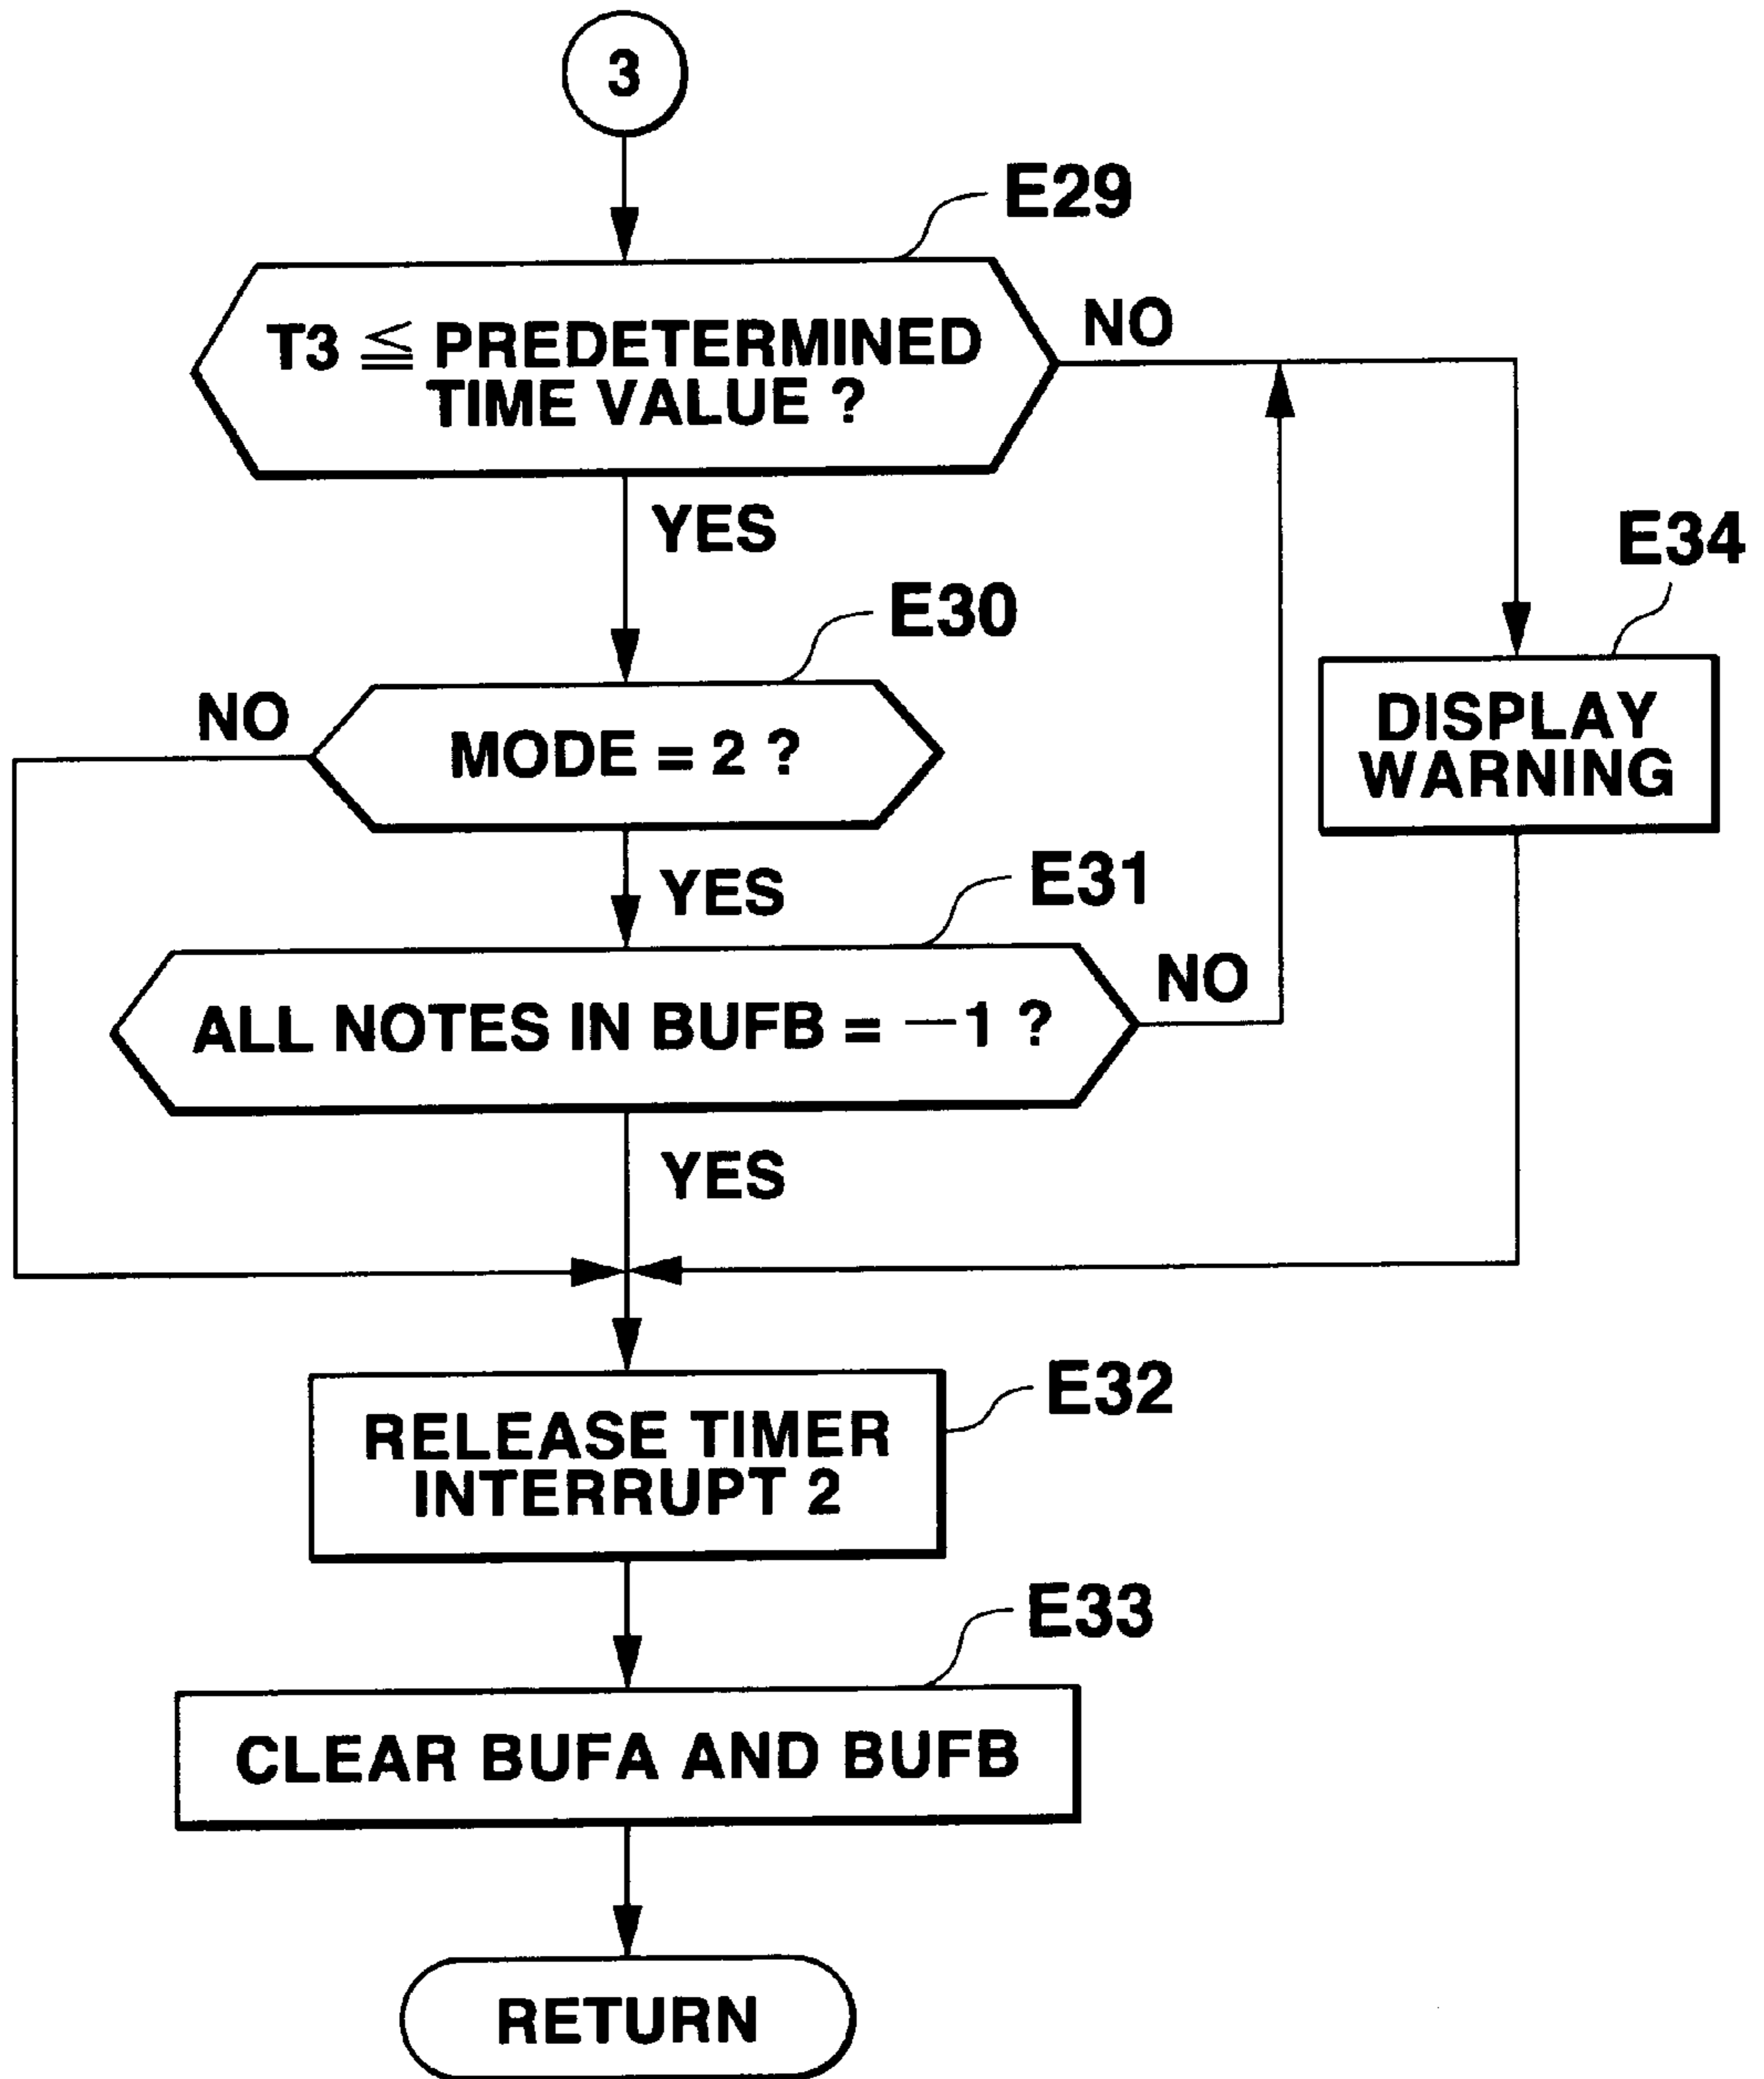 3
E29
T3 ≦ PREDETERMINED
TIME VALUE ?
NO
YES
E34
E30
NO
MODE = 2 ?
DISPLAY
WARNING
YES
E31
NO
ALL NOTES IN BUFB = —1 ?
YES
E32
RELEASE TIMER
INTERRUPT 2
E33
CLEAR BUFA AND BUFB
RETURN